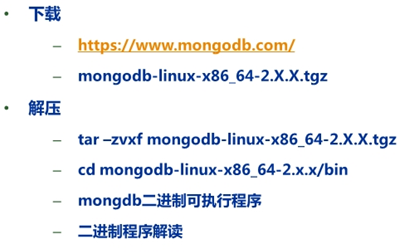 • 下载
– https://www.mongodb.com/
– mongodb-linux-x86_64-2.X.X.tgz
• 解压
– tar –zvxf mongodb-linux-x86_64-2.X.X.tgz
– cd mongodb-linux-x86_64-2.x.x/bin
– mongdb二进制可执行程序
– 二进制程序解读